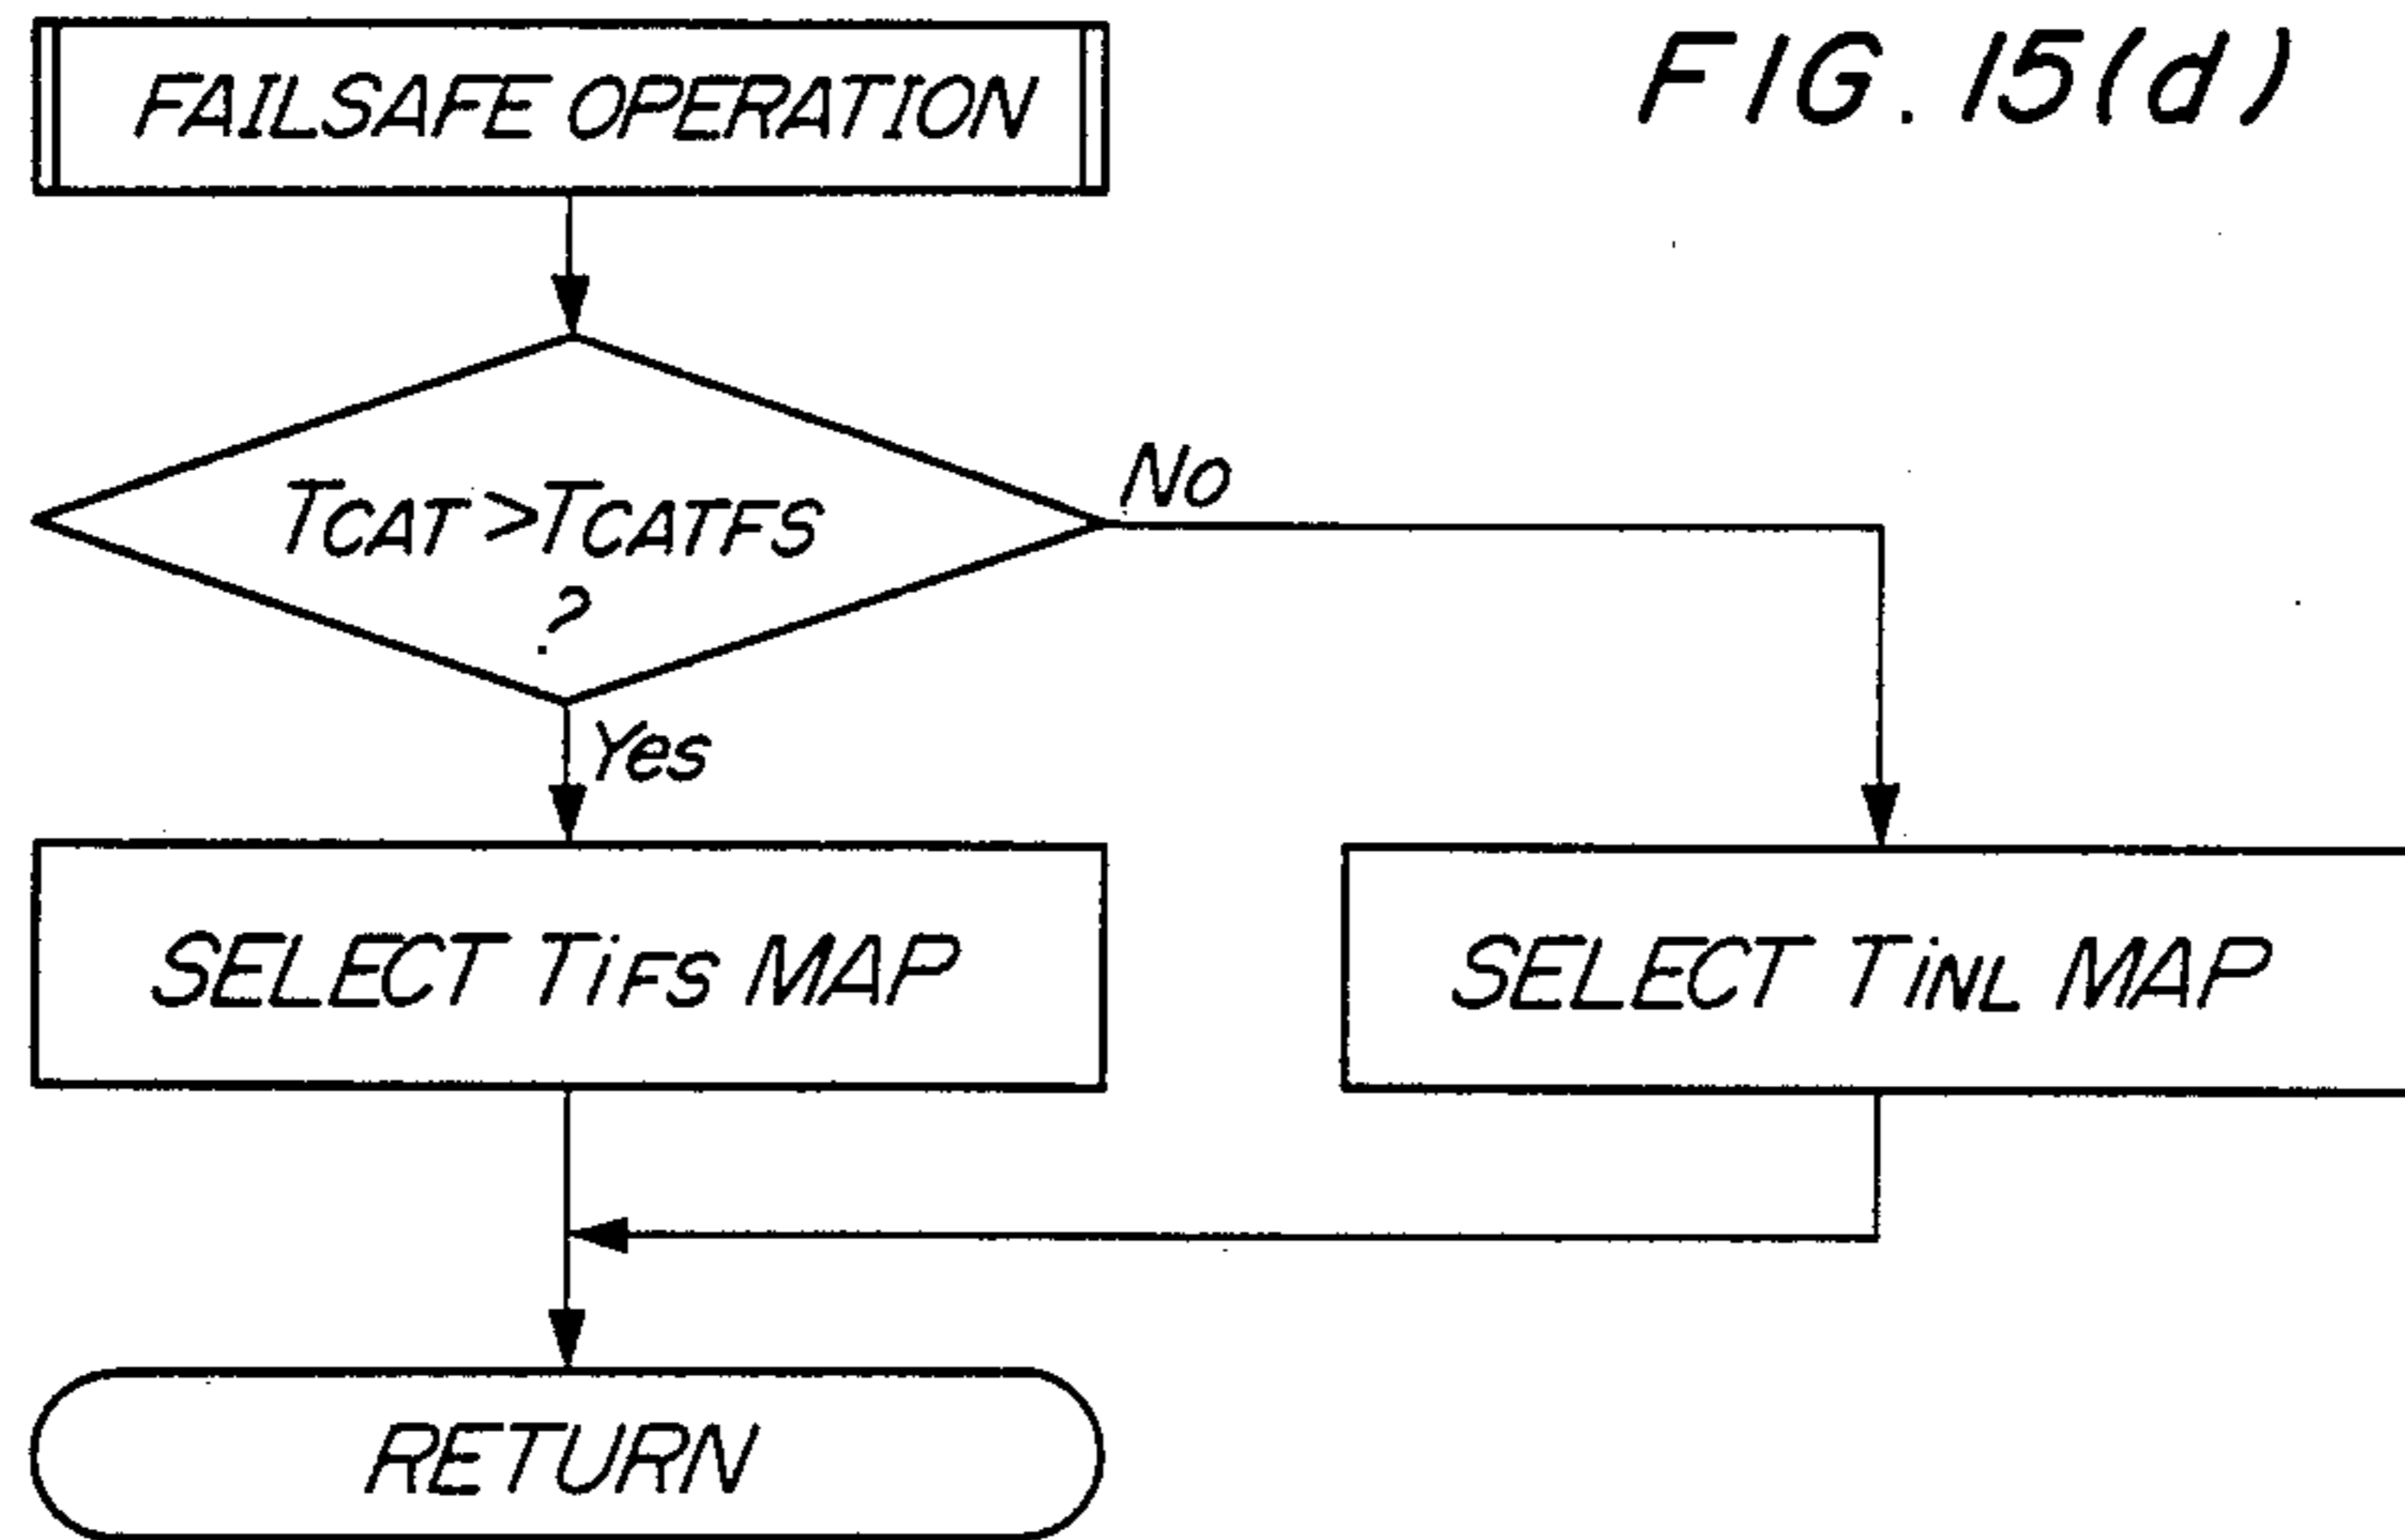 FAILSAFE OPERATION
FIG. 15(d)
TCAT>TCATFS
?
No
Yes
SELECT TiFS MAP
SELECT TiNL MAP
RETURN